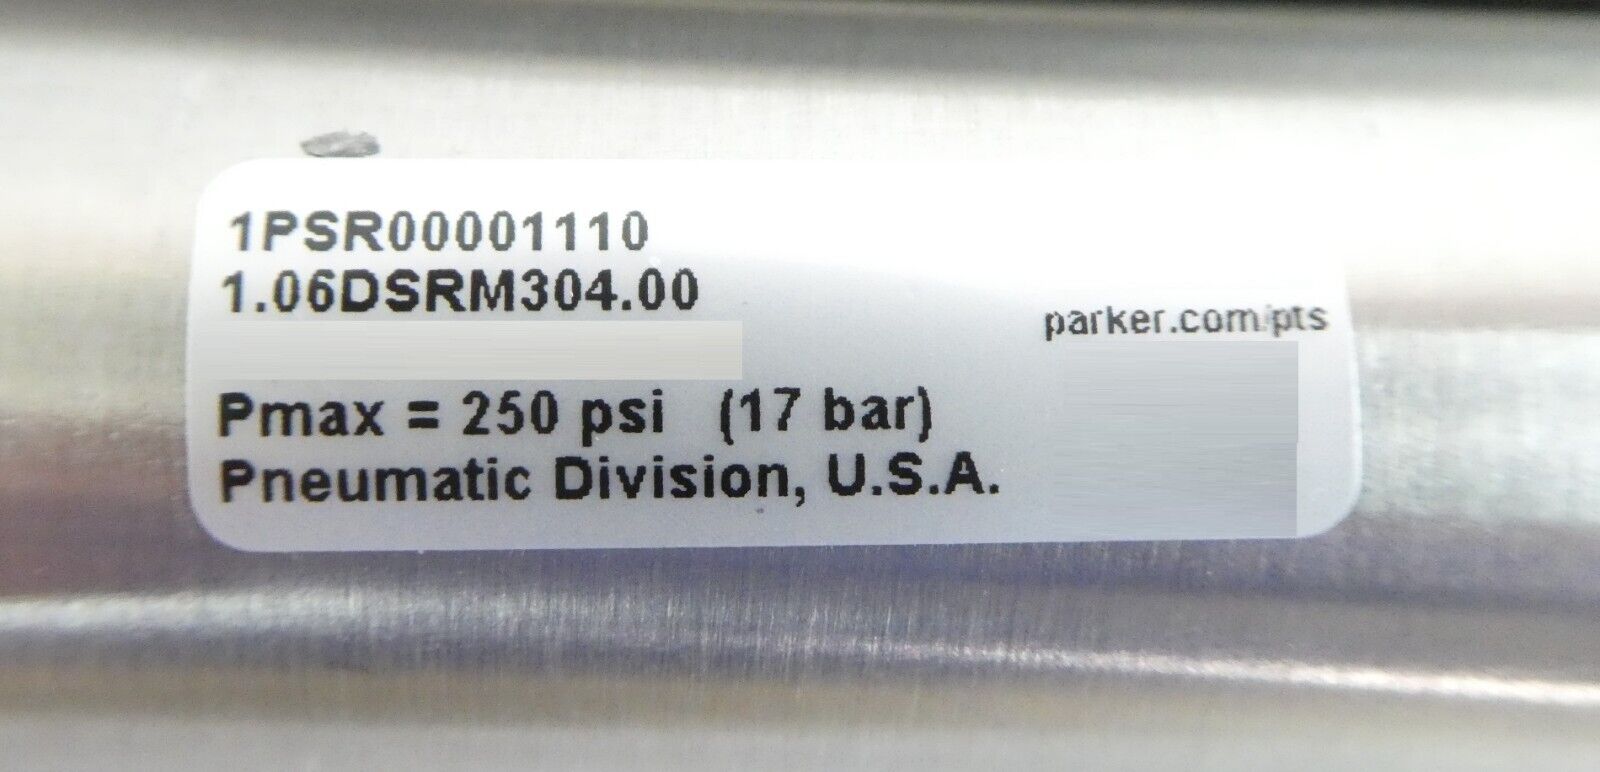 1PSR00001110
1.06DSRM304.00
parker.com/pts
Pmax = 250 psi (17 bar)
Pneumatic Division, U.S.A.